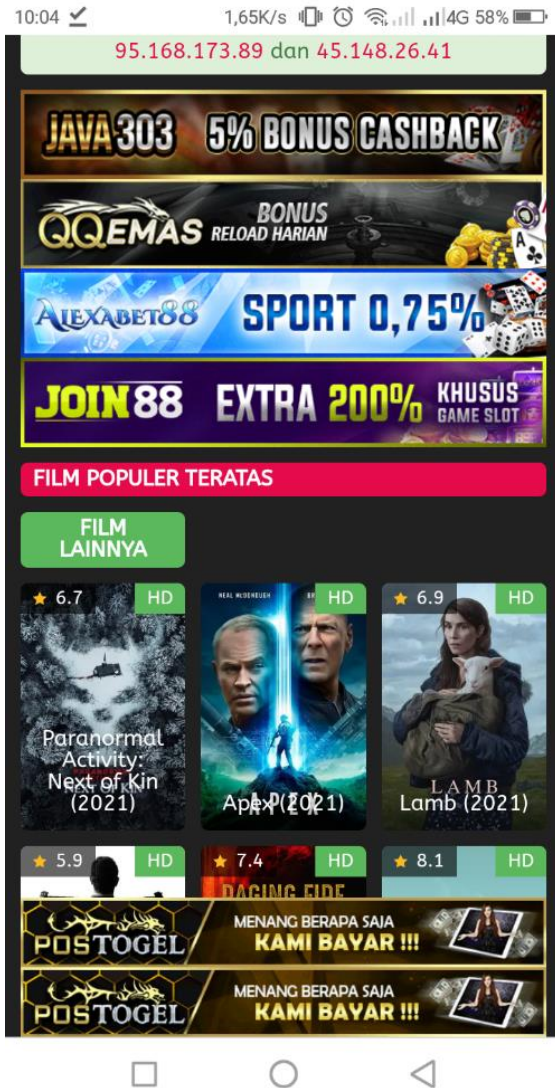 10:04 1,65K/s 4G 58%
95.168.173.89 dan 45.148.26.41
JAVA303 5% BONUS CASHBACK
QQEMAS BONUS RELOAD HARIAN
ALEXABET88 SPORT 0,75%
JOIN88 EXTRA 200% KHUSUS GAME SLOT
FILM POPULER TERATAS
FILM
LAINNYA
6.7 HD
NEAL McDONOUGH
HD
6.9 HD
Paranormal
Activity:
Next of Kin
(2021)
APEX
Apex (2021)
LAMB
Lamb (2021)
5.9 HD
7.4 HD
8.1 HD
RAGING FIRE
POSTOGEL MENANG BERAPA SAJA
KAMI BAYAR !!!
POSTOGEL MENANG BERAPA SAJA
KAMI BAYAR !!!